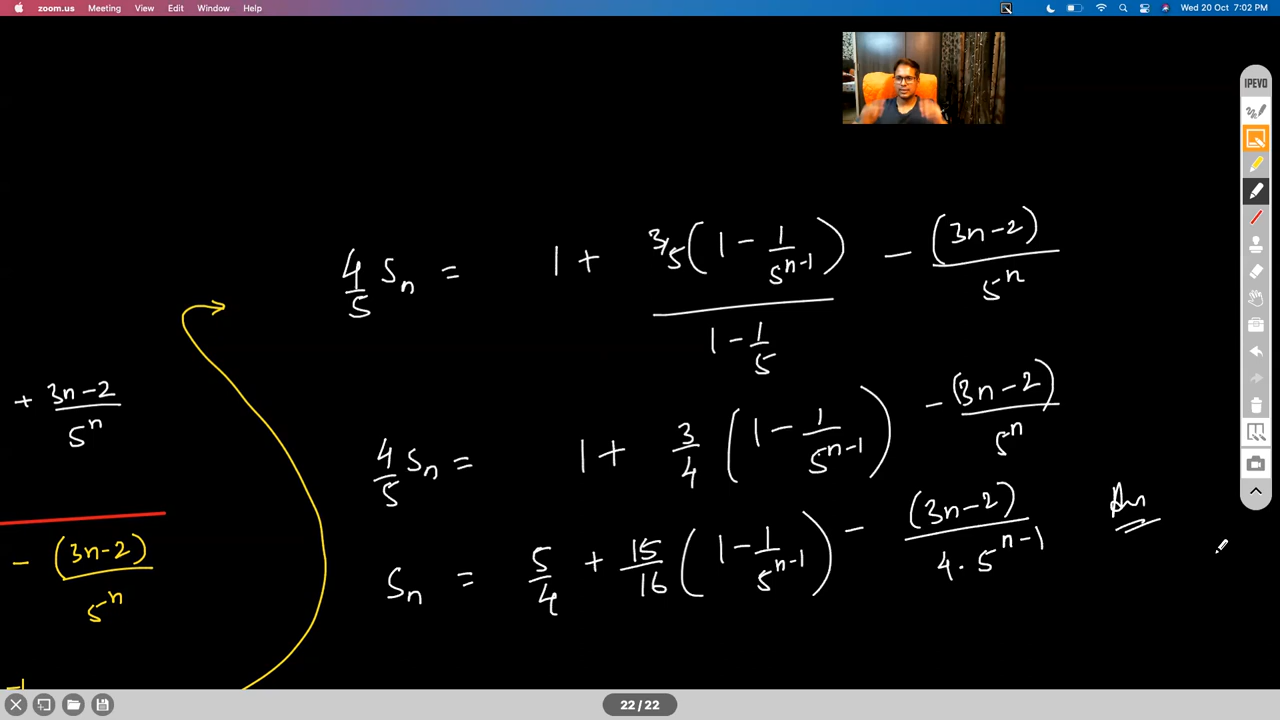 zoom.us Meeting View Edit Window Help Wed 20 Oct 7:02 PM
IPEVO
4/5 Sn = 1 + (3/5 (1 - 1/5^(n-1))) / (1 - 1/5) - (3n-2)/5^n
+ (3n-2)/5^n
4/5 Sn = 1 + 3/4 (1 - 1/5^(n-1)) - (3n-2)/5^n
- (3n-2)/5^n
Sn = 5/4 + 15/16 (1 - 1/5^(n-1)) - (3n-2)/(4·5^(n-1)) Ans
22 / 22